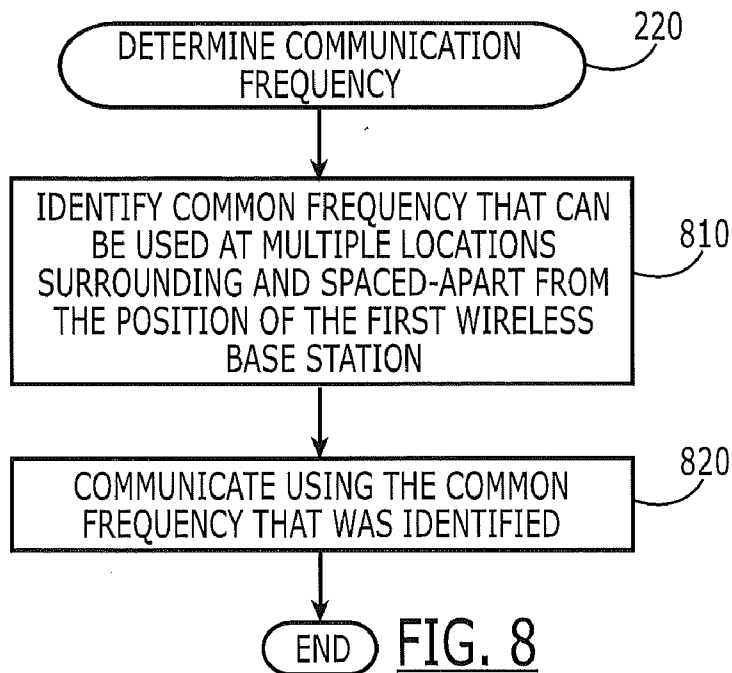 DETERMINE COMMUNICATION
FREQUENCY
220
IDENTIFY COMMON FREQUENCY THAT CAN
BE USED AT MULTIPLE LOCATIONS
SURROUNDING AND SPACED-APART FROM
THE POSITION OF THE FIRST WIRELESS
BASE STATION
810
COMMUNICATE USING THE COMMON
FREQUENCY THAT WAS IDENTIFIED
820
END
FIG. 8